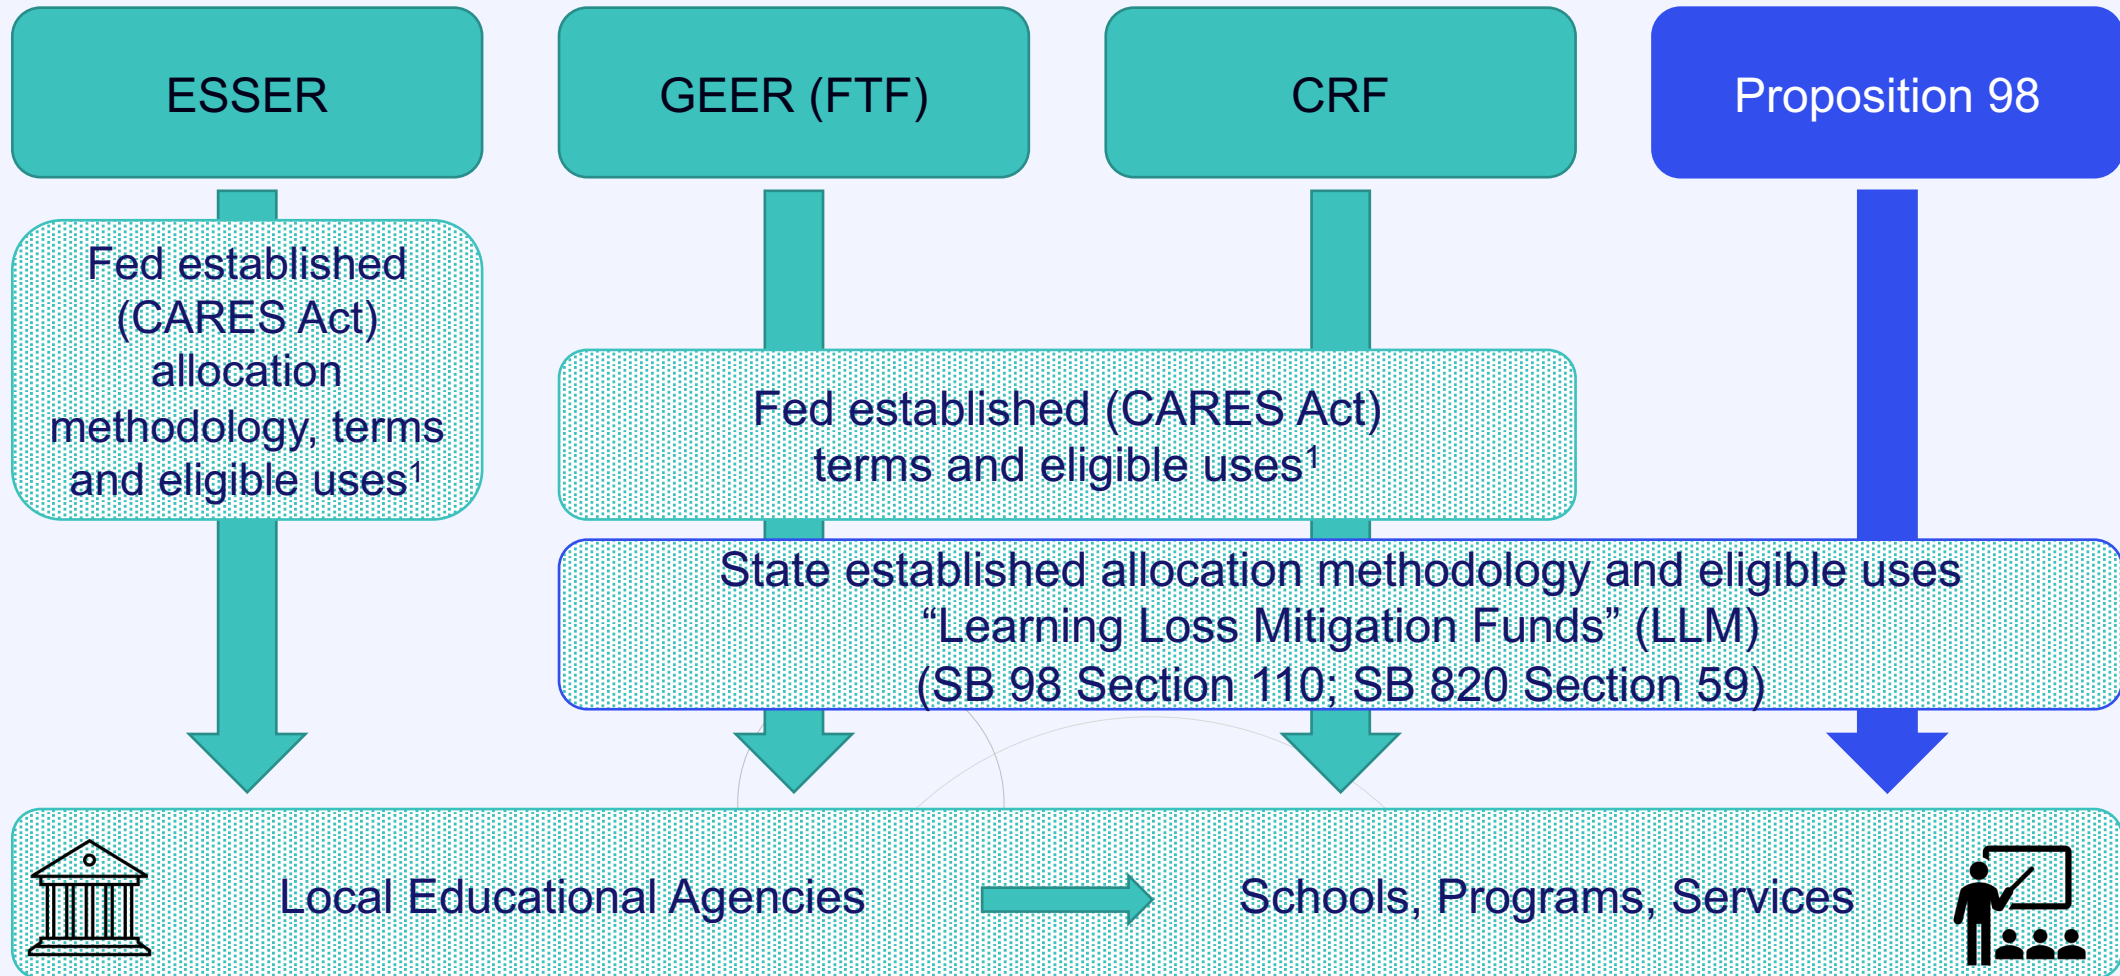 ESSER
GEER (FTF)
CRF
Proposition 98
Fed established
(CARES Act)
allocation
methodology, terms
and eligible uses¹
Fed established (CARES Act)
terms and eligible uses¹
State established allocation methodology and eligible uses
“Learning Loss Mitigation Funds” (LLM)
(SB 98 Section 110; SB 820 Section 59)
Local Educational Agencies
Schools, Programs, Services